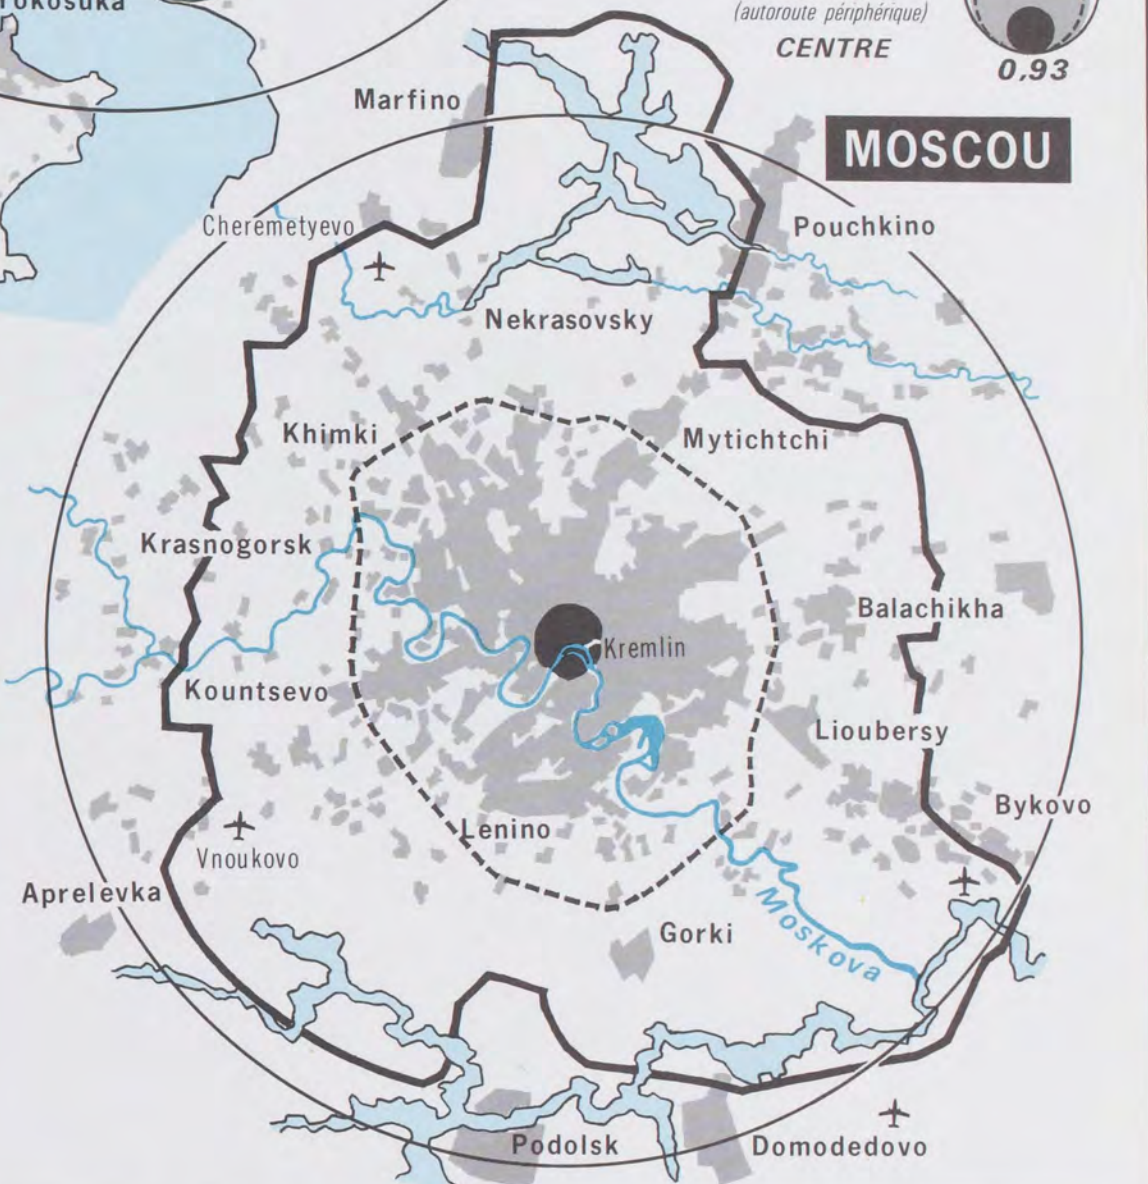 (autoroute périphérique)
CENTRE
0,93
MOSCOU
Marfino
Cheremetyevo
Pouchkino
Nekrasovsky
Khimki
Mytichtchi
Krasnogorsk
Balachikha
Kremlin
Kountsevo
Lioubersy
Bykovo
Lenino
Vnoukovo
Aprelevka
Gorki
Moskova
Podolsk
Domodedovo